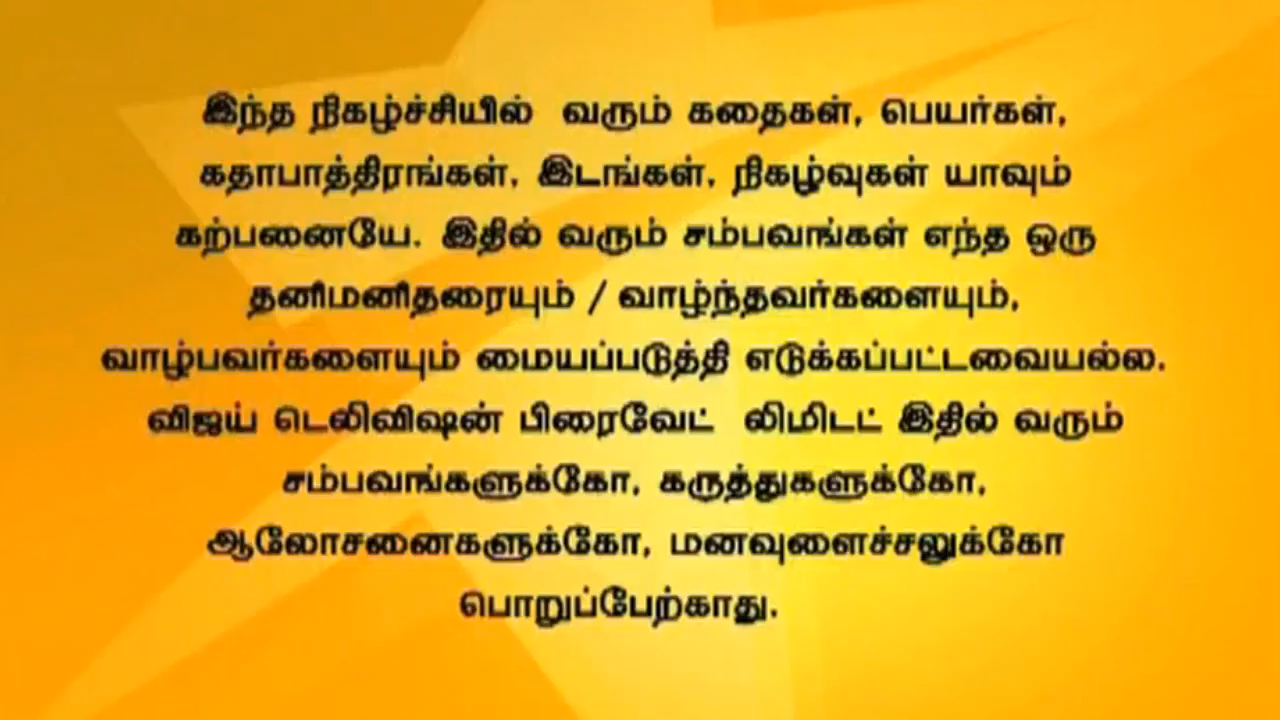 இந்த நிகழ்ச்சியில் வரும் கதைகள், பெயர்கள்,
கதாபாத்திரங்கள், இடங்கள், நிகழ்வுகள் யாவும்
கற்பனையே. இதில் வரும் சம்பவங்கள் எந்த ஒரு
தனிமனிதரையும் / வாழ்ந்தவர்களையும்,
வாழ்பவர்களையும் மையப்படுத்தி எடுக்கப்பட்டவையல்ல.
விஜய் டெலிவிஷன் பிரைவேட் லிமிடட் இதில் வரும்
சம்பவங்களுக்கோ, கருத்துகளுக்கோ,
ஆலோசனைகளுக்கோ, மனவுளைச்சலுக்கோ
பொறுப்பேற்காது.